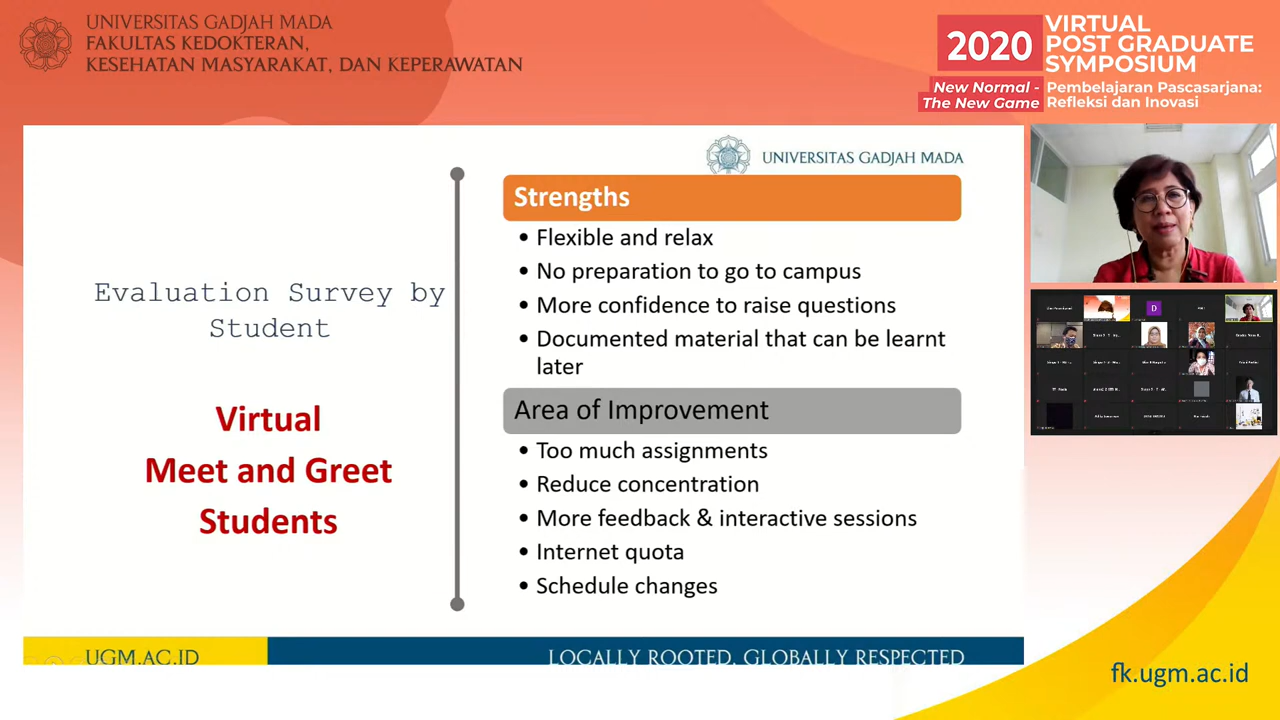 UNIVERSITAS GADJAH MADA
FAKULTAS KEDOKTERAN,
KESEHATAN MASYARAKAT, DAN KEPERAWATAN
2020
VIRTUAL
POST GRADUATE
SYMPOSIUM
New Normal -
The New Game
Pembelajaran Pascasarjana:
Refleksi dan Inovasi
UNIVERSITAS GADJAH MADA
Evaluation Survey by
Student
Virtual
Meet and Greet
Students
Strengths
• Flexible and relax
• No preparation to go to campus
• More confidence to raise questions
• Documented material that can be learnt
later
Area of Improvement
• Too much assignments
• Reduce concentration
• More feedback & interactive sessions
• Internet quota
• Schedule changes
D
UGM.AC.ID
LOCALLY ROOTED, GLOBALLY RESPECTED
fk.ugm.ac.id